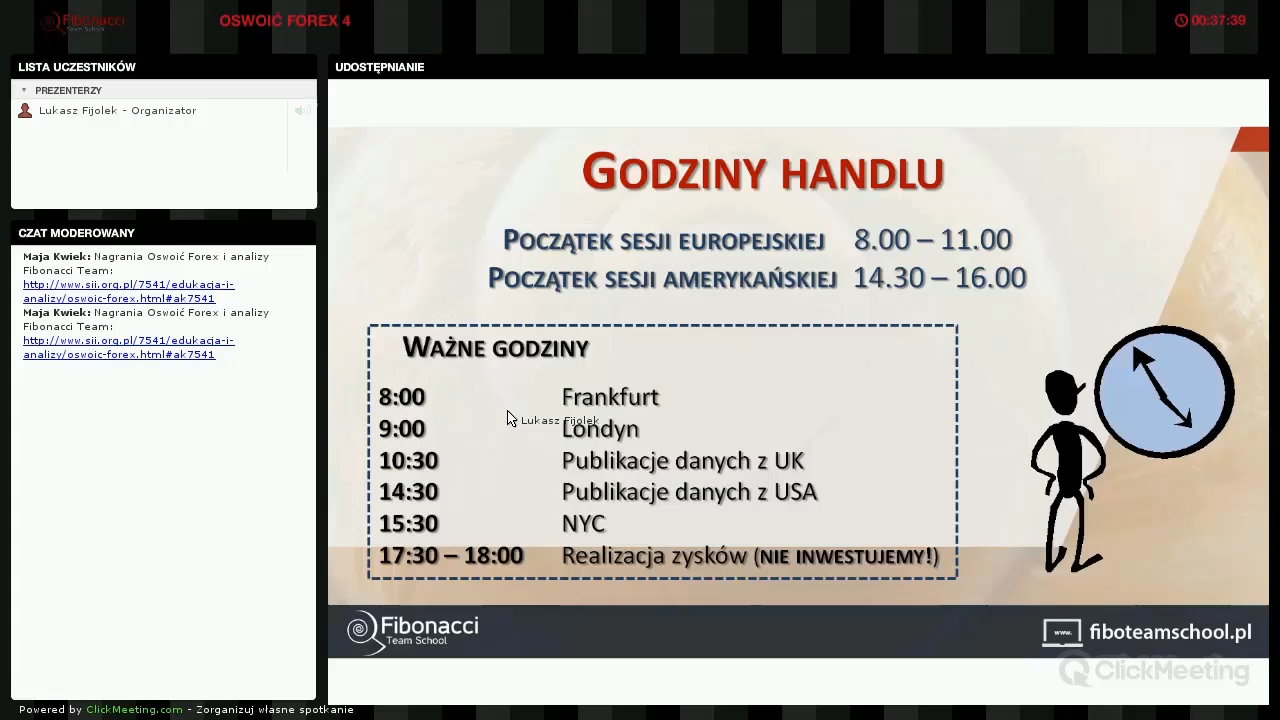 Fibonacci
Team School
OSWOIĆ FOREX 4
00:37:39
LISTA UCZESTNIKÓW
PREZENTERZY
Lukasz Fijolek - Organizator
CZAT MODEROWANY
Maja Kwiek: Nagrania Oswoić Forex i analizy
Fibonacci Team:
http://www.sii.org.pl/7541/edukacja-i-
analizy/oswoic-forex.html#ak7541
Maja Kwiek: Nagrania Oswoić Forex i analizy
Fibonacci Team:
http://www.sii.org.pl/7541/edukacja-i-
analizy/oswoic-forex.html#ak7541
UDOSTĘPNIANIE
GODZINY HANDLU
POCZĄTEK SESJI EUROPEJSKIEJ 8.00 – 11.00
POCZĄTEK SESJI AMERYKAŃSKIEJ 14.30 – 16.00
WAŻNE GODZINY
8:00 Frankfurt
Lukasz Fijolek
9:00 Londyn
10:30 Publikacje danych z UK
14:30 Publikacje danych z USA
15:30 NYC
17:30 – 18:00 Realizacja zysków (NIE INWESTUJEMY!)
Fibonacci
Team School
www.
fiboteamschool.pl
ClickMeeting
Powered by ClickMeeting.com - Zorganizuj własne spotkanie